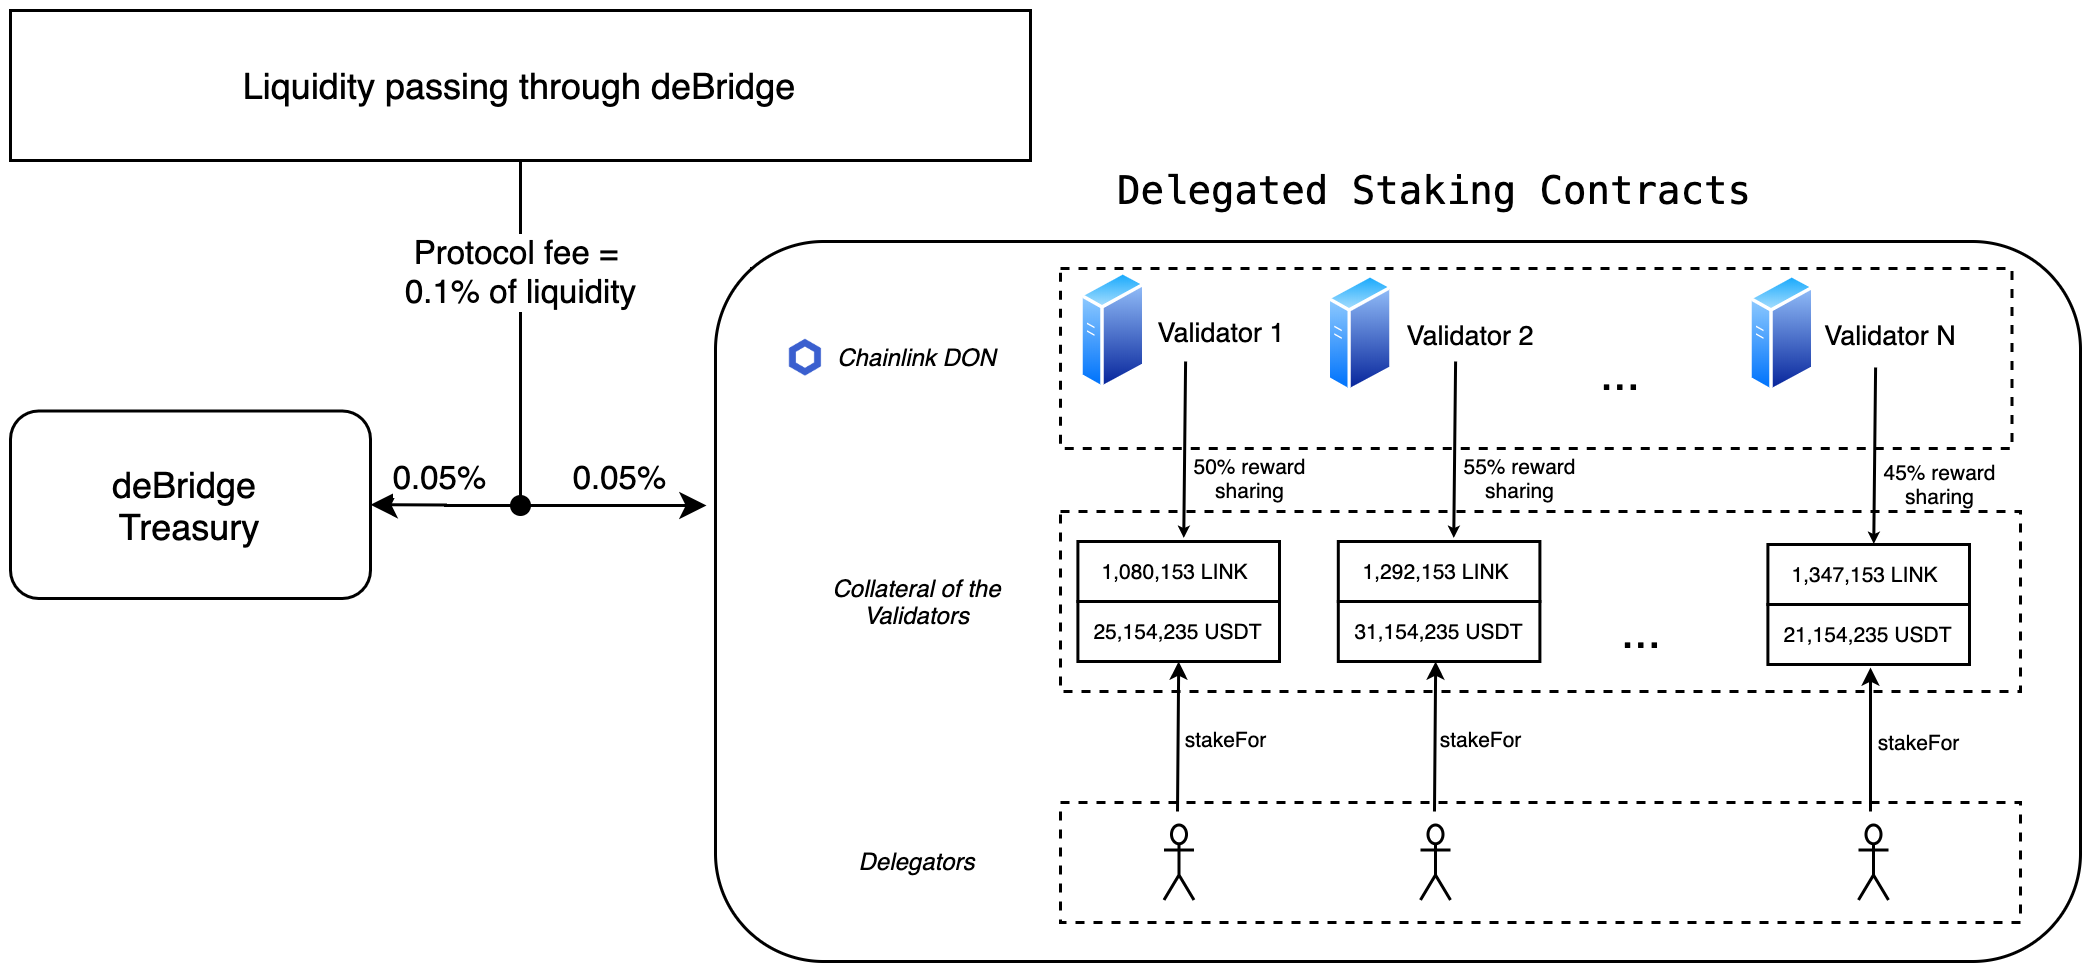 Liquidity passing through deBridge
Protocol fee =
0.1% of liquidity
deBridge
Treasury
0.05%
0.05%
Delegated Staking Contracts
Chainlink DON
Validator 1
Validator 2
...
Validator N
50% reward
sharing
55% reward
sharing
45% reward
sharing
Collateral of the
Validators
1,080,153 LINK
25,154,235 USDT
1,292,153 LINK
31,154,235 USDT
...
1,347,153 LINK
21,154,235 USDT
stakeFor
stakeFor
stakeFor
Delegators